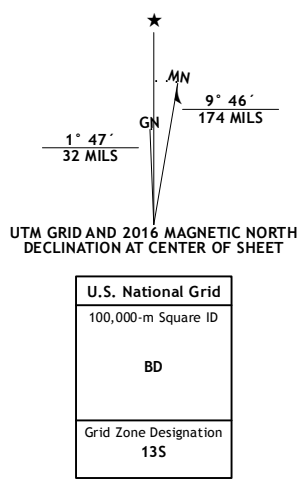 MN
9° 46´
174 MILS
GN
1° 47´
32 MILS
UTM GRID AND 2016 MAGNETIC NORTH
DECLINATION AT CENTER OF SHEET
U.S. National Grid
100,000-m Square ID
BD
Grid Zone Designation
13S